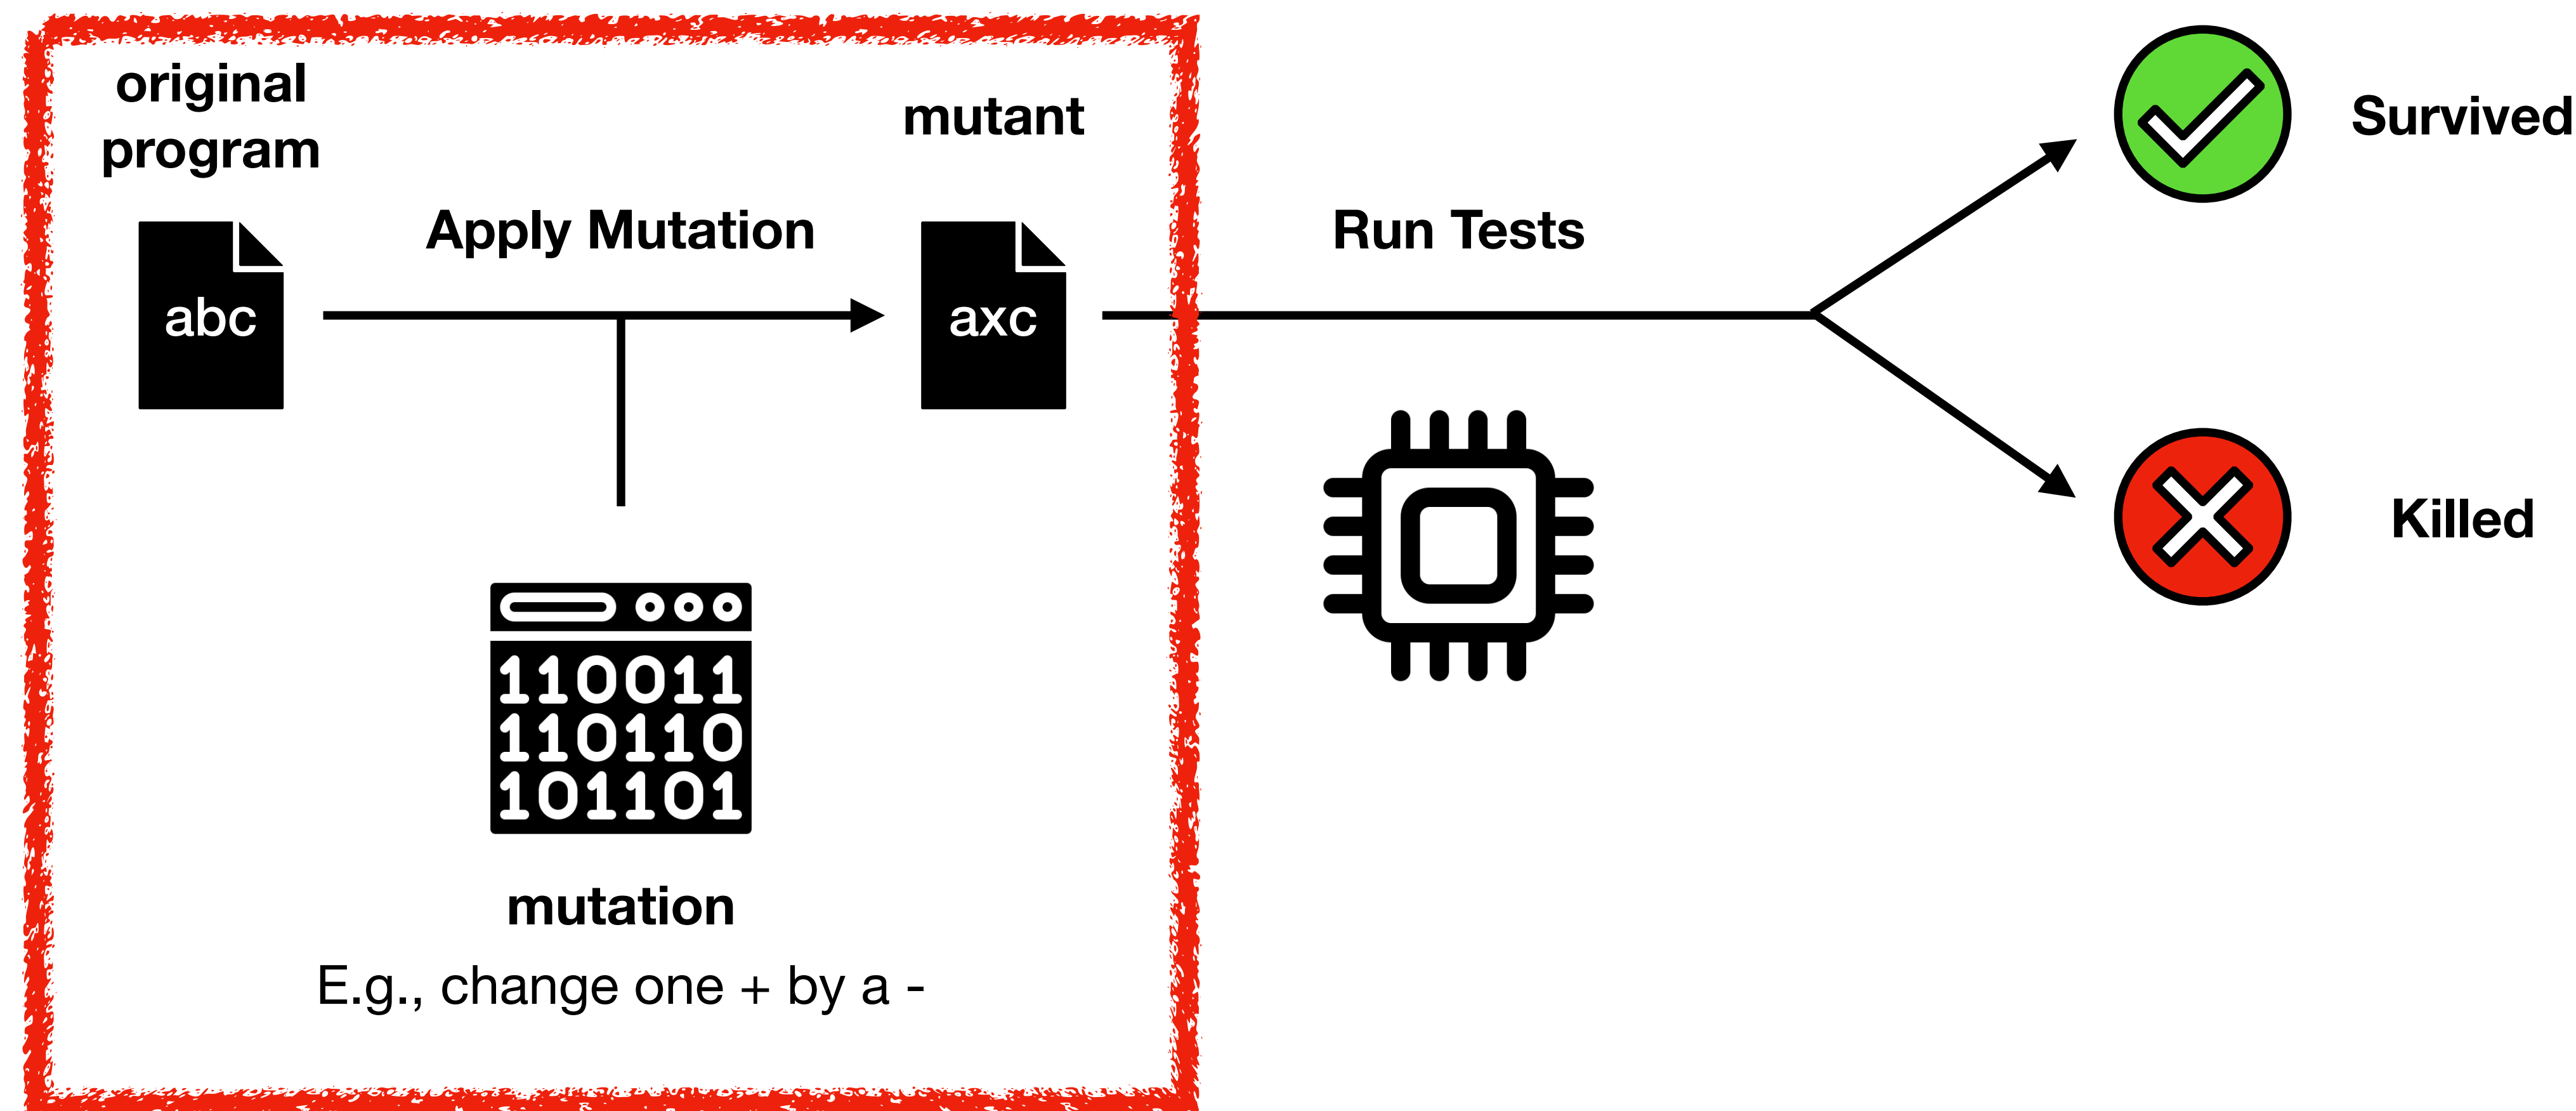 original
program
mutant
Survived
Apply Mutation
Run Tests
abc
axc
Killed
110011
110110
101101
mutation
E.g., change one + by a -